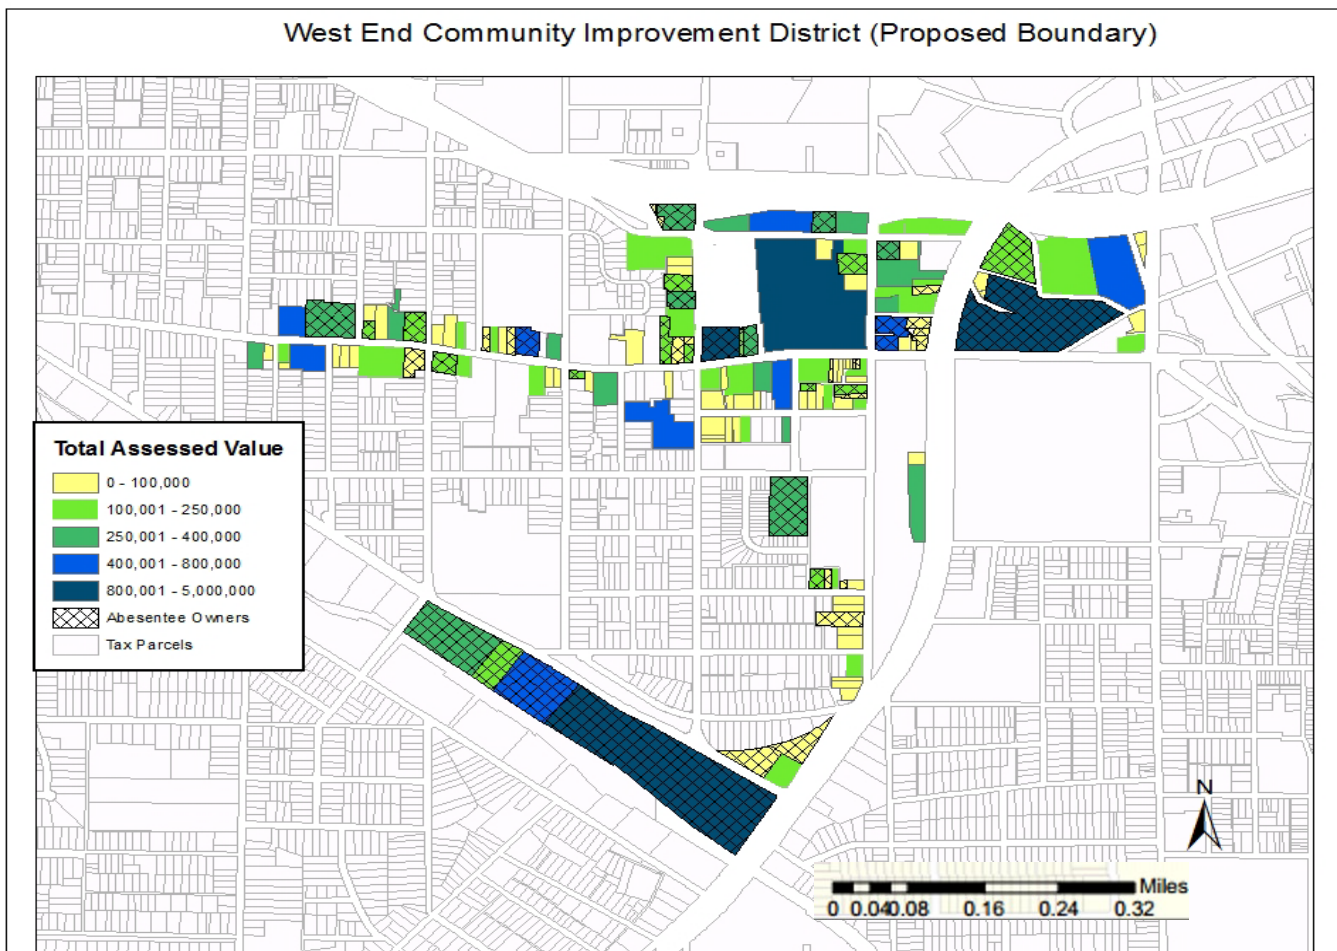 West End Community Improvement District (Proposed Boundary)
Total Assessed Value
0 - 100,000
100,001 - 250,000
250,001 - 400,000
400,001 - 800,000
800,001 - 5,000,000
Abesentee Owners
Tax Parcels
N
Miles
0 0.040.08 0.16 0.24 0.32